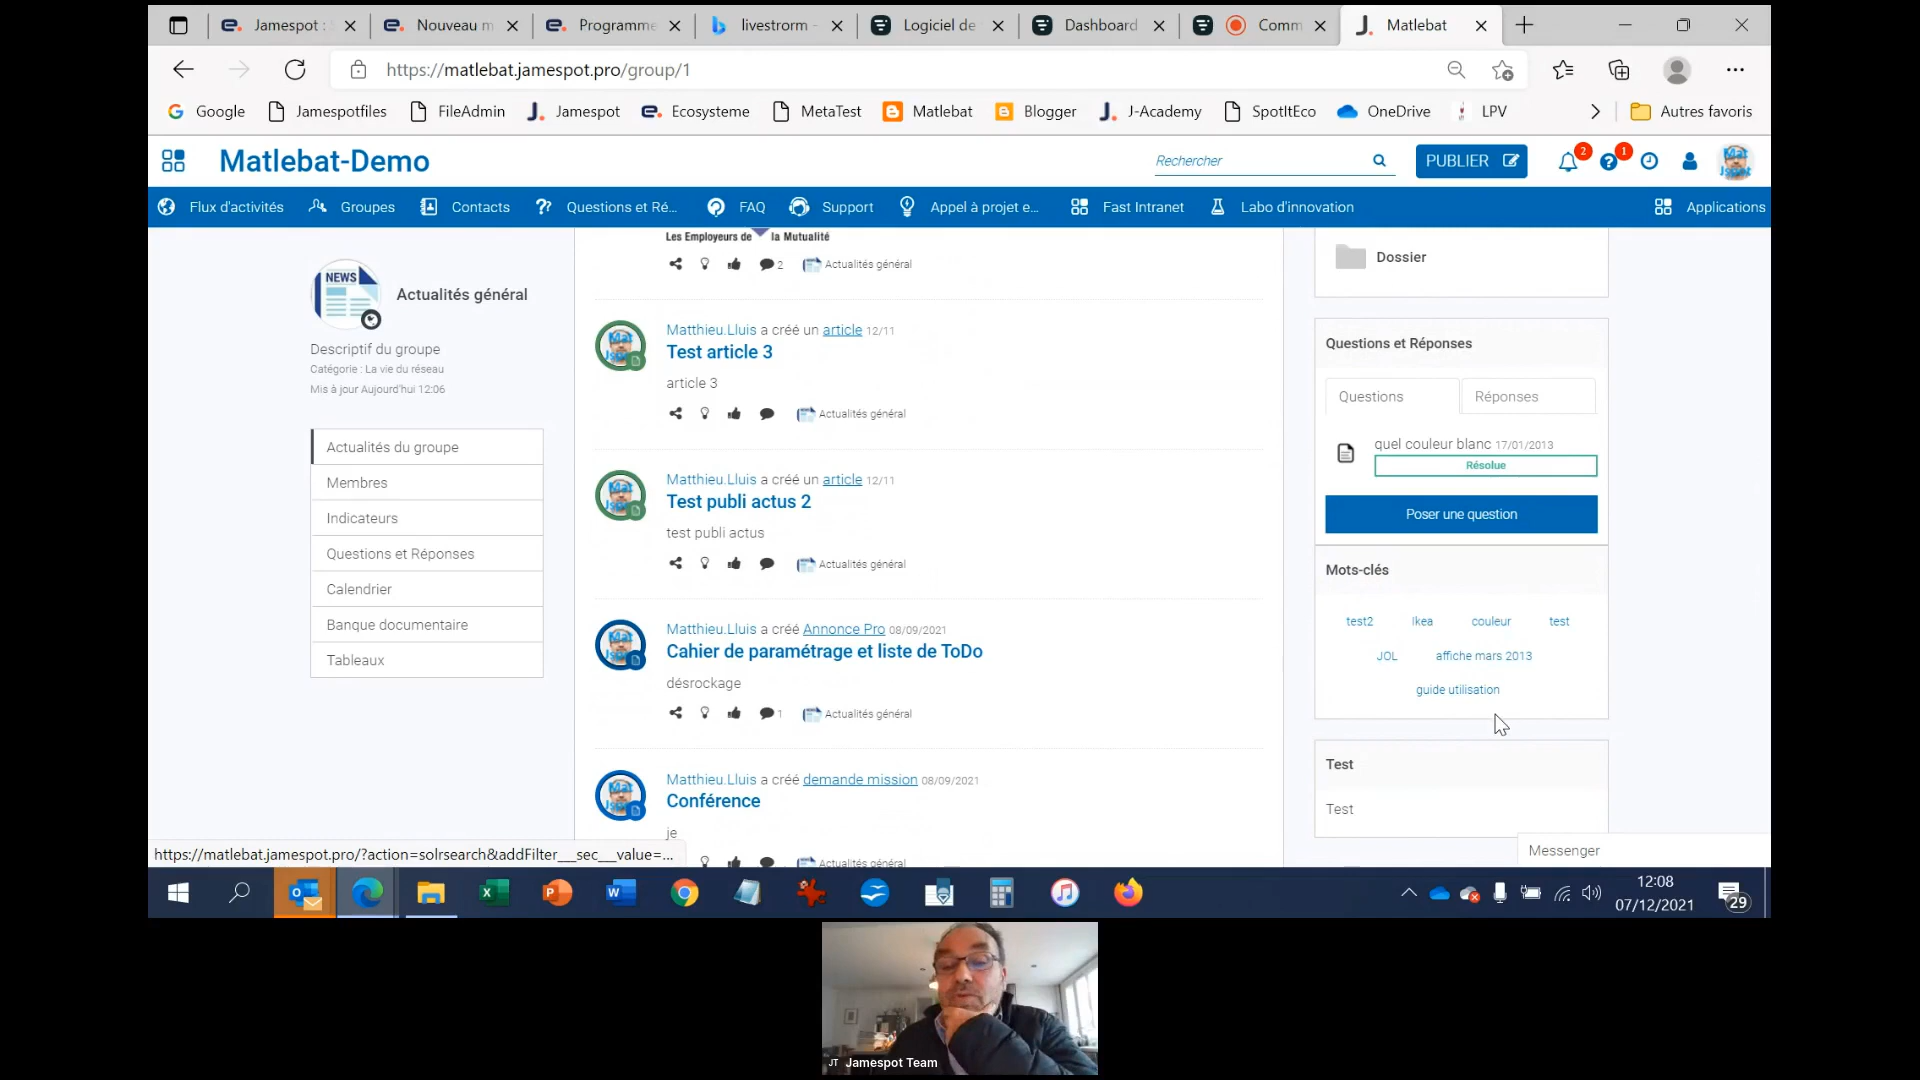 Jamespot :
Nouveau m
Programme
livestrorm -
Logiciel de
Dashboard
Comm
Matlebat
https://matlebat.jamespot.pro/group/1
Google
Jamespotfiles
FileAdmin
Jamespot
Ecosysteme
MetaTest
Matlebat
Blogger
J-Academy
SpotItEco
OneDrive
LPV
Autres favoris
Matlebat-Demo
Rechercher
PUBLIER
2
1
Flux d'activités
Groupes
Contacts
Questions et Ré...
FAQ
Support
Appel à projet e...
Fast Intranet
Labo d'innovation
Applications
NEWS
Actualités général
Descriptif du groupe
Catégorie : La vie du réseau
Mis à jour Aujourd'hui 12:06
Actualités du groupe
Membres
Indicateurs
Questions et Réponses
Calendrier
Banque documentaire
Tableaux
Les Employeurs de la Mutualité
2 Actualités général
Matthieu.Lluis a créé un article 12/11
Test article 3
article 3
Actualités général
Matthieu.Lluis a créé un article 12/11
Test publi actus 2
test publi actus
Actualités général
Matthieu.Lluis a créé Annonce Pro 08/09/2021
Cahier de paramétrage et liste de ToDo
désrockage
1 Actualités général
Matthieu.Lluis a créé demande mission 08/09/2021
Conférence
je
Actualités général
Dossier
Questions et Réponses
Questions
Réponses
quel couleur blanc 17/01/2013
Résolue
Poser une question
Mots-clés
test2 Ikea couleur test
JOL affiche mars 2013
guide utilisation
Test
Test
Messenger
https://matlebat.jamespot.pro/?action=solrsearch&addFilter___sec___value=...
12:08
07/12/2021
29
JT Jamespot Team